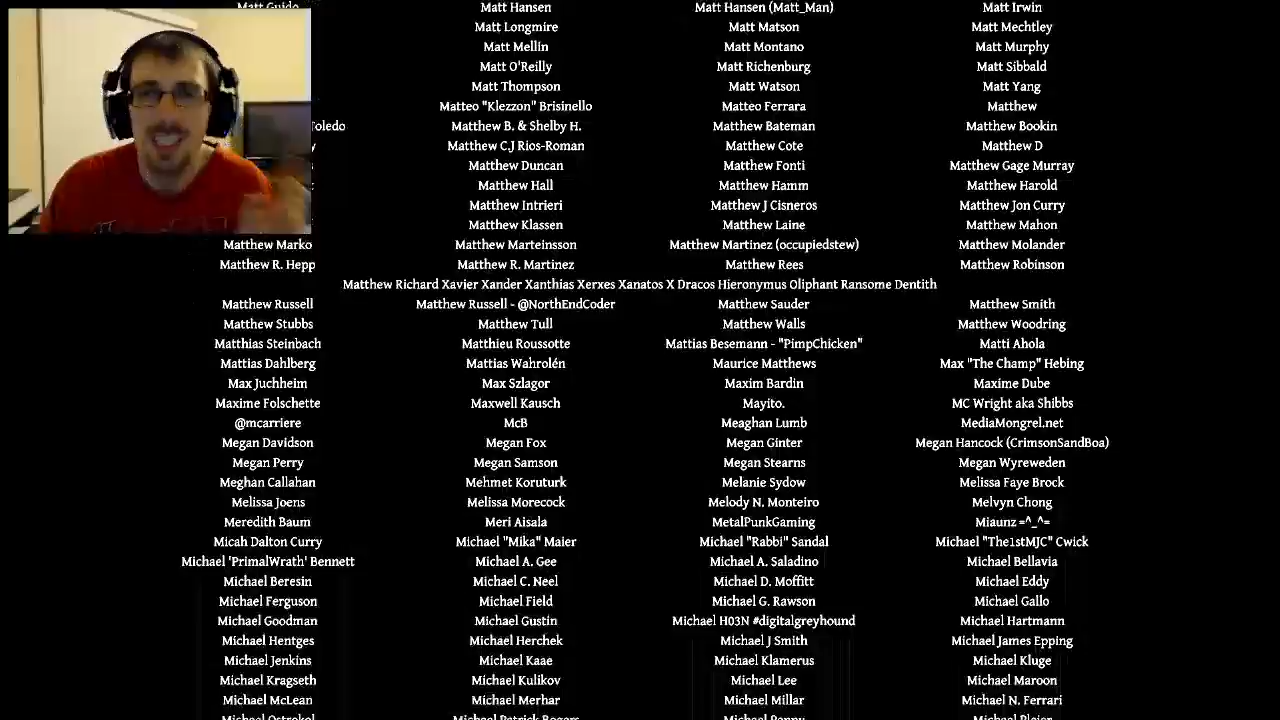 Matt Guido Matt Hansen Matt Hansen (Matt_Man) Matt Irwin
Matt Longmire Matt Matson Matt Mechtley
Matt Mellin Matt Montano Matt Murphy
Matt O'Reilly Matt Richenburg Matt Sibbald
Matt Thompson Matt Watson Matt Yang
Matteo "Klezzon" Brisinello Matteo Ferrara Matthew
Toledo Matthew B. & Shelby H. Matthew Bateman Matthew Bookin
Matthew C.J Rios-Roman Matthew Cote Matthew D
Matthew Duncan Matthew Fonti Matthew Gage Murray
Matthew Hall Matthew Hamm Matthew Harold
Matthew Intrieri Matthew J Cisneros Matthew Jon Curry
Matthew Klassen Matthew Laine Matthew Mahon
Matthew Marko Matthew Marteinsson Matthew Martinez (occupiedstew) Matthew Molander
Matthew R. Hepp Matthew R. Martinez Matthew Rees Matthew Robinson
Matthew Richard Xavier Xander Xanthias Xerxes Xanatos X Dracos Hieronymus Oliphant Ransome Dentith
Matthew Russell Matthew Russell - @NorthEndCoder Matthew Sauder Matthew Smith
Matthew Stubbs Matthew Tull Matthew Walls Matthew Woodring
Matthias Steinbach Matthieu Roussotte Mattias Besemann - "PimpChicken" Matti Ahola
Mattias Dahlberg Mattias Wahrolén Maurice Matthews Max "The Champ" Hebing
Max Juchheim Max Szlagor Maxim Bardin Maxime Dube
Maxime Folschette Maxwell Kausch Mayito. MC Wright aka Shibbs
@mcarriere McB Meaghan Lumb MediaMongrel.net
Megan Davidson Megan Fox Megan Ginter Megan Hancock (CrimsonSandBoa)
Megan Perry Megan Samson Megan Stearns Megan Wyreweden
Meghan Callahan Mehmet Koruturk Melanie Sydow Melissa Faye Brock
Melissa Joens Melissa Morecock Melody N. Monteiro Melvyn Chong
Meredith Baum Meri Aisala MetalPunkGaming Miaunz =^_^=
Micah Dalton Curry Michael "Mika" Maier Michael "Rabbi" Sandal Michael "The1stMJC" Cwick
Michael 'PrimalWrath' Bennett Michael A. Gee Michael A. Saladino Michael Bellavia
Michael Beresin Michael C. Neel Michael D. Moffitt Michael Eddy
Michael Ferguson Michael Field Michael G. Rawson Michael Gallo
Michael Goodman Michael Gustin Michael H03N #digitalgreyhound Michael Hartmann
Michael Hentges Michael Herchek Michael J Smith Michael James Epping
Michael Jenkins Michael Kaae Michael Klamerus Michael Kluge
Michael Kragseth Michael Kulikov Michael Lee Michael Maroon
Michael McLean Michael Merhar Michael Millar Michael N. Ferrari
Michael Ostrokol Michael Patrick Rogers Michael Penny Michael Plaier